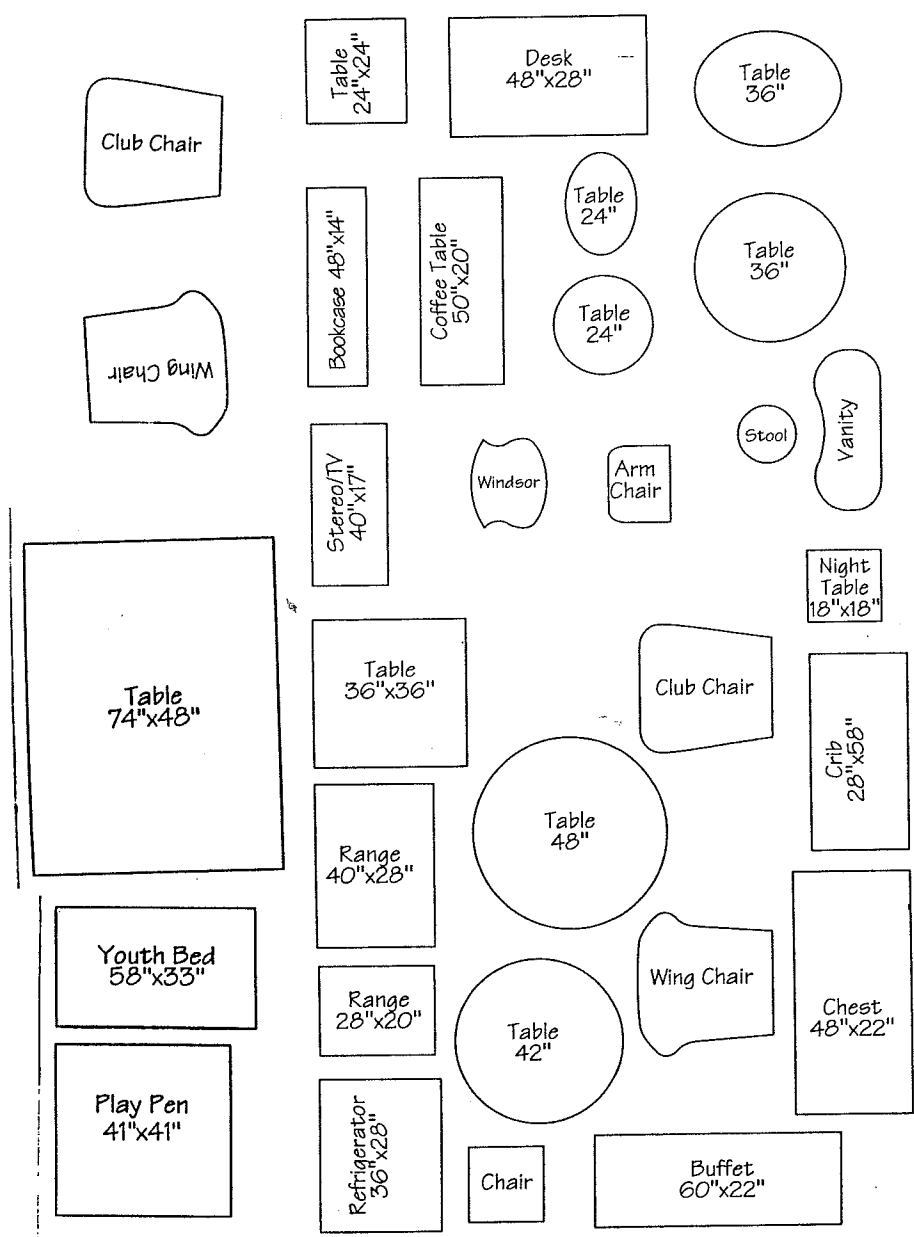 Table
24"x24"
Desk
48"x28"
Table
36"
Club Chair
Bookcase 48"x14"
Coffee Table
50"x20"
Table
24"
Table
36"
Table
24"
Wing Chair
Stereo/TV
40"x17"
Windsor
Arm
Chair
Stool
Vanity
Night
Table
18"x18"
Table
74"x48"
Table
36"x36"
Club Chair
Crib
28"x58"
Table
48"
Range
40"x28"
Youth Bed
58"x33"
Range
28"x20"
Table
42"
Wing Chair
Chest
48"x22"
Play Pen
41"x41"
Refrigerator
36"x28"
Chair
Buffet
60"x22"